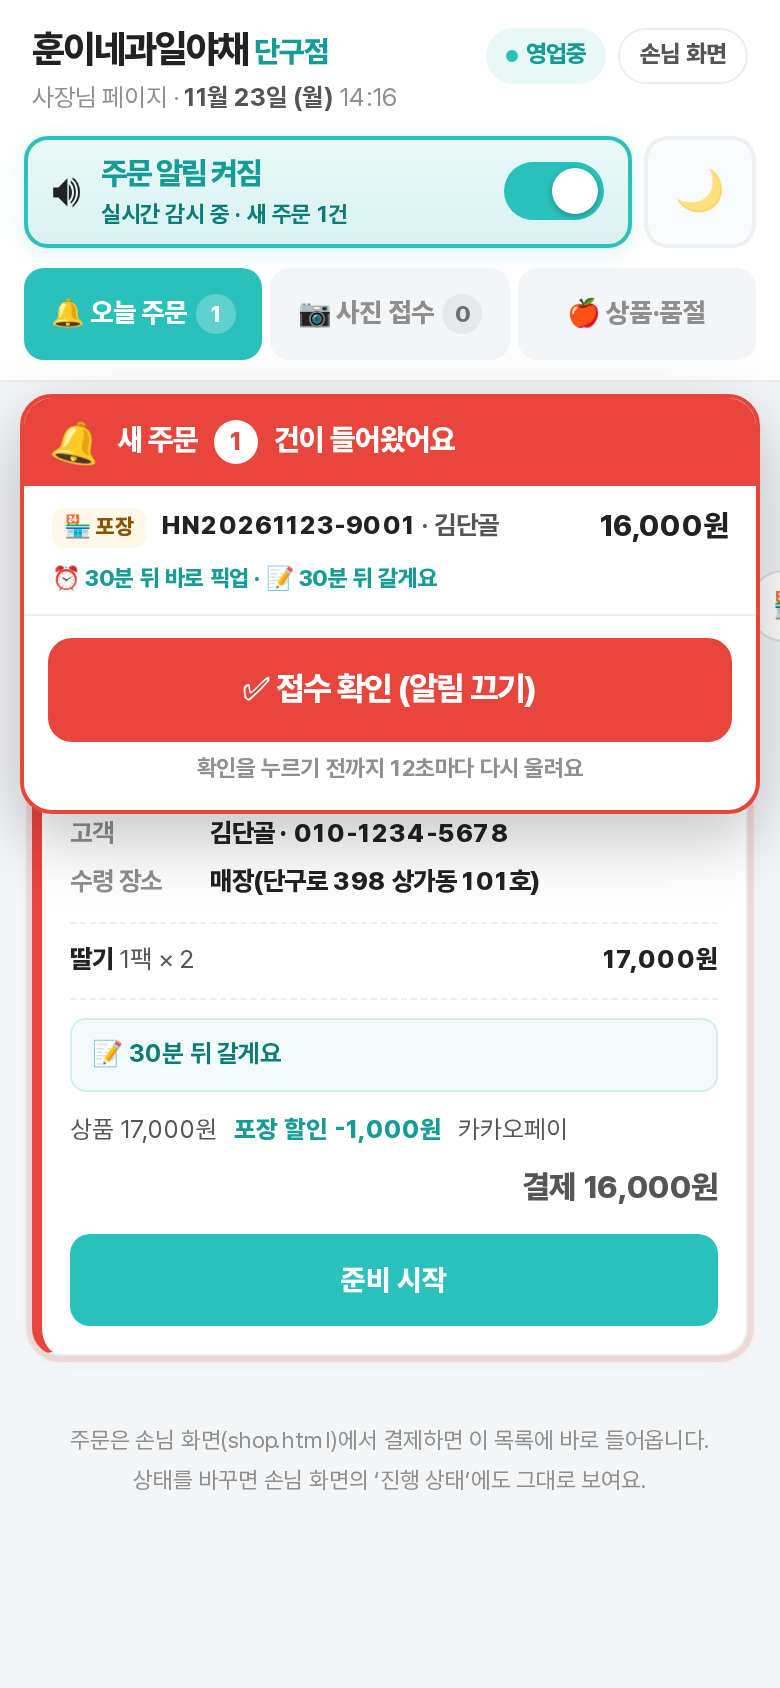 훈이네과일야채 단구점
영업중
손님 화면
사장님 페이지 · 11월 23일 (월) 14:16
주문 알림 켜짐
실시간 감시 중 · 새 주문 1건
오늘 주문 1
사진 접수 0
상품·품절
새 주문 1 건이 들어왔어요
포장 HN20261123-9001 · 김단골 16,000원
30분 뒤 바로 픽업 · 30분 뒤 갈게요
접수 확인 (알림 끄기)
확인을 누르기 전까지 12초마다 다시 울려요
고객 김단골 · 010-1234-5678
수령 장소 매장(단구로 398 상가동 101호)
딸기 1팩 × 2 17,000원
30분 뒤 갈게요
상품 17,000원 포장 할인 -1,000원 카카오페이
결제 16,000원
준비 시작
주문은 손님 화면(shop.html)에서 결제하면 이 목록에 바로 들어옵니다.
상태를 바꾸면 손님 화면의 ‘진행 상태’에도 그대로 보여요.